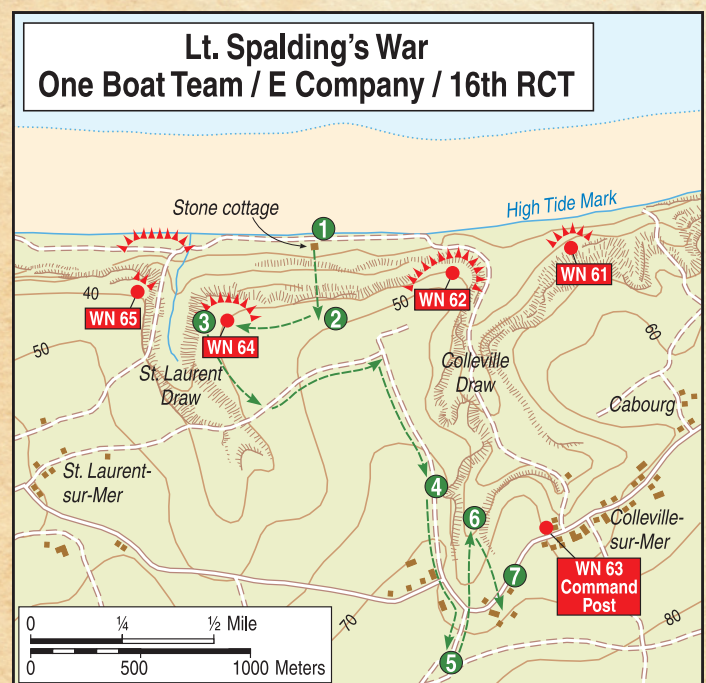 Lt. Spalding's War
One Boat Team / E Company / 16th RCT
High Tide Mark
Stone cottage
1
WN 61
WN 62
40
WN 65
50
3
2
WN 64
60
50
St. Laurent
Draw
Colleville
Draw
Cabourg
St. Laurent-
sur-Mer
4
6
Colleville-
sur-Mer
7
WN 63
Command
Post
70
80
5
0 ¼ ½ Mile
0 500 1000 Meters